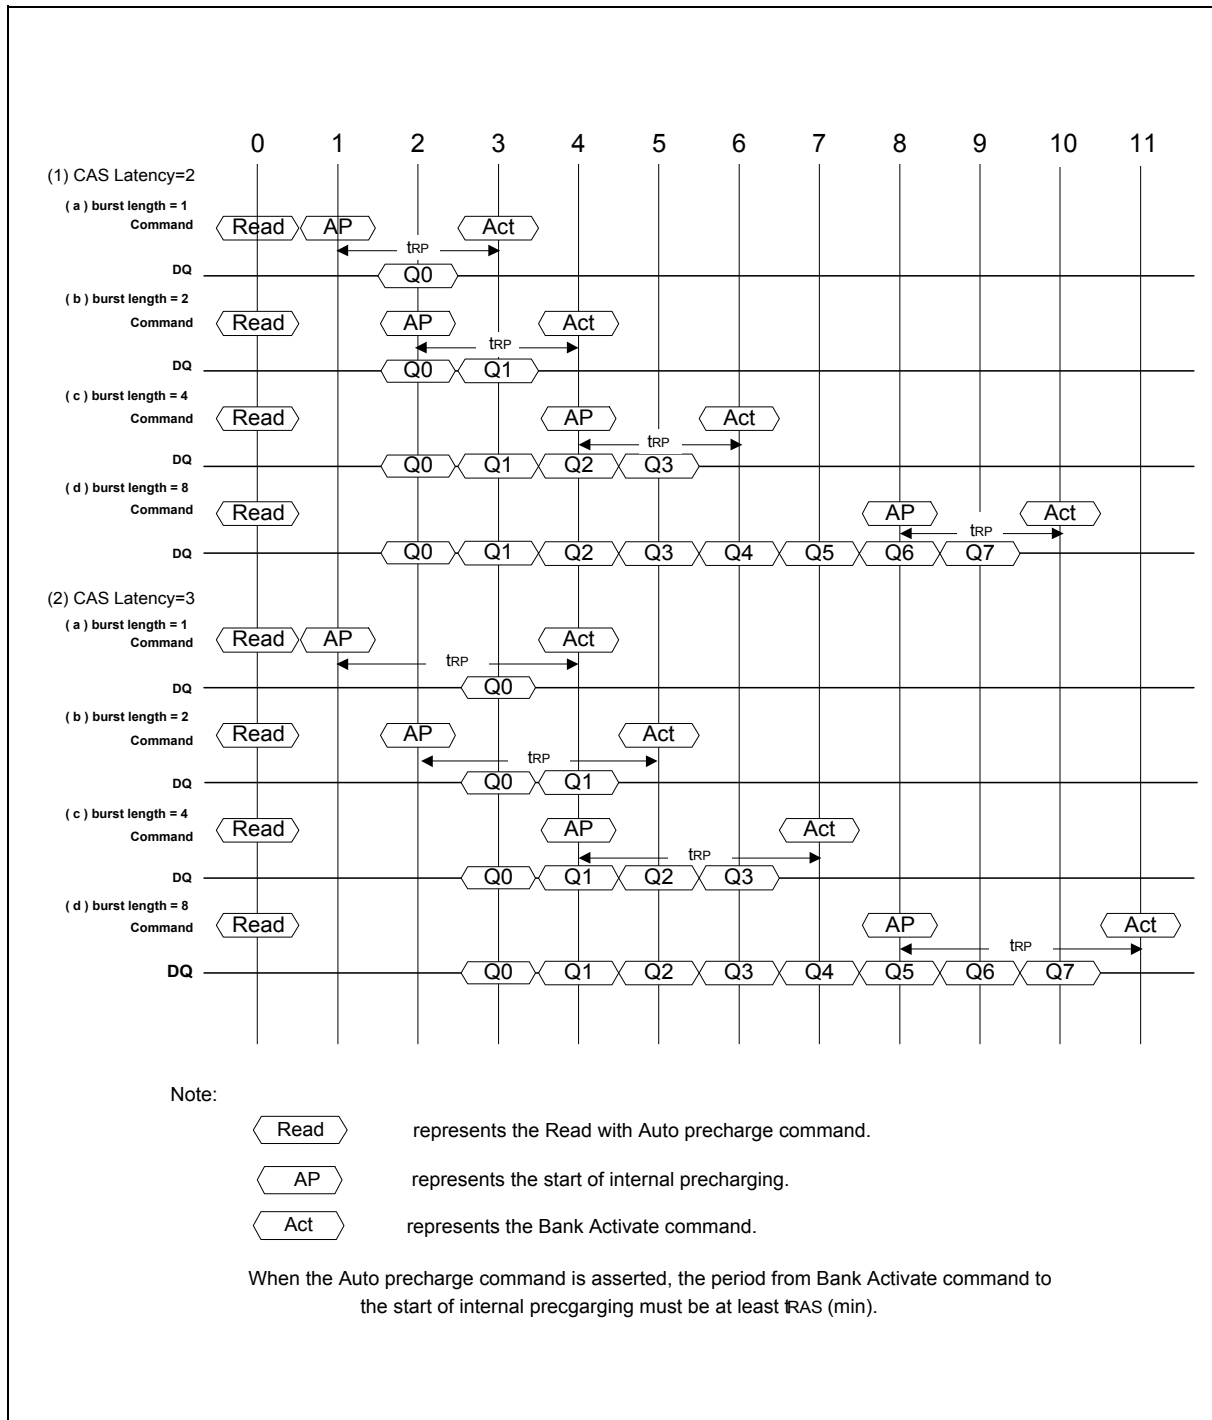 0 1 2 3 4 5 6 7 8 9 10 11
(1) CAS Latency=2
( a ) burst length = 1
Command Read AP Act
tRP
DQ Q0
( b ) burst length = 2
Command Read AP Act
tRP
DQ Q0 Q1
( c ) burst length = 4
Command Read AP Act
tRP
DQ Q0 Q1 Q2 Q3
( d ) burst length = 8
Command Read AP Act
tRP
DQ Q0 Q1 Q2 Q3 Q4 Q5 Q6 Q7
(2) CAS Latency=3
( a ) burst length = 1
Command Read AP Act
tRP
DQ Q0
( b ) burst length = 2
Command Read AP Act
tRP
DQ Q0 Q1
( c ) burst length = 4
Command Read AP Act
tRP
DQ Q0 Q1 Q2 Q3
( d ) burst length = 8
Command Read AP Act
tRP
DQ Q0 Q1 Q2 Q3 Q4 Q5 Q6 Q7
Note:
Read represents the Read with Auto precharge command.
AP represents the start of internal precharging.
Act represents the Bank Activate command.
When the Auto precharge command is asserted, the period from Bank Activate command to
the start of internal precgarging must be at least tRAS (min).